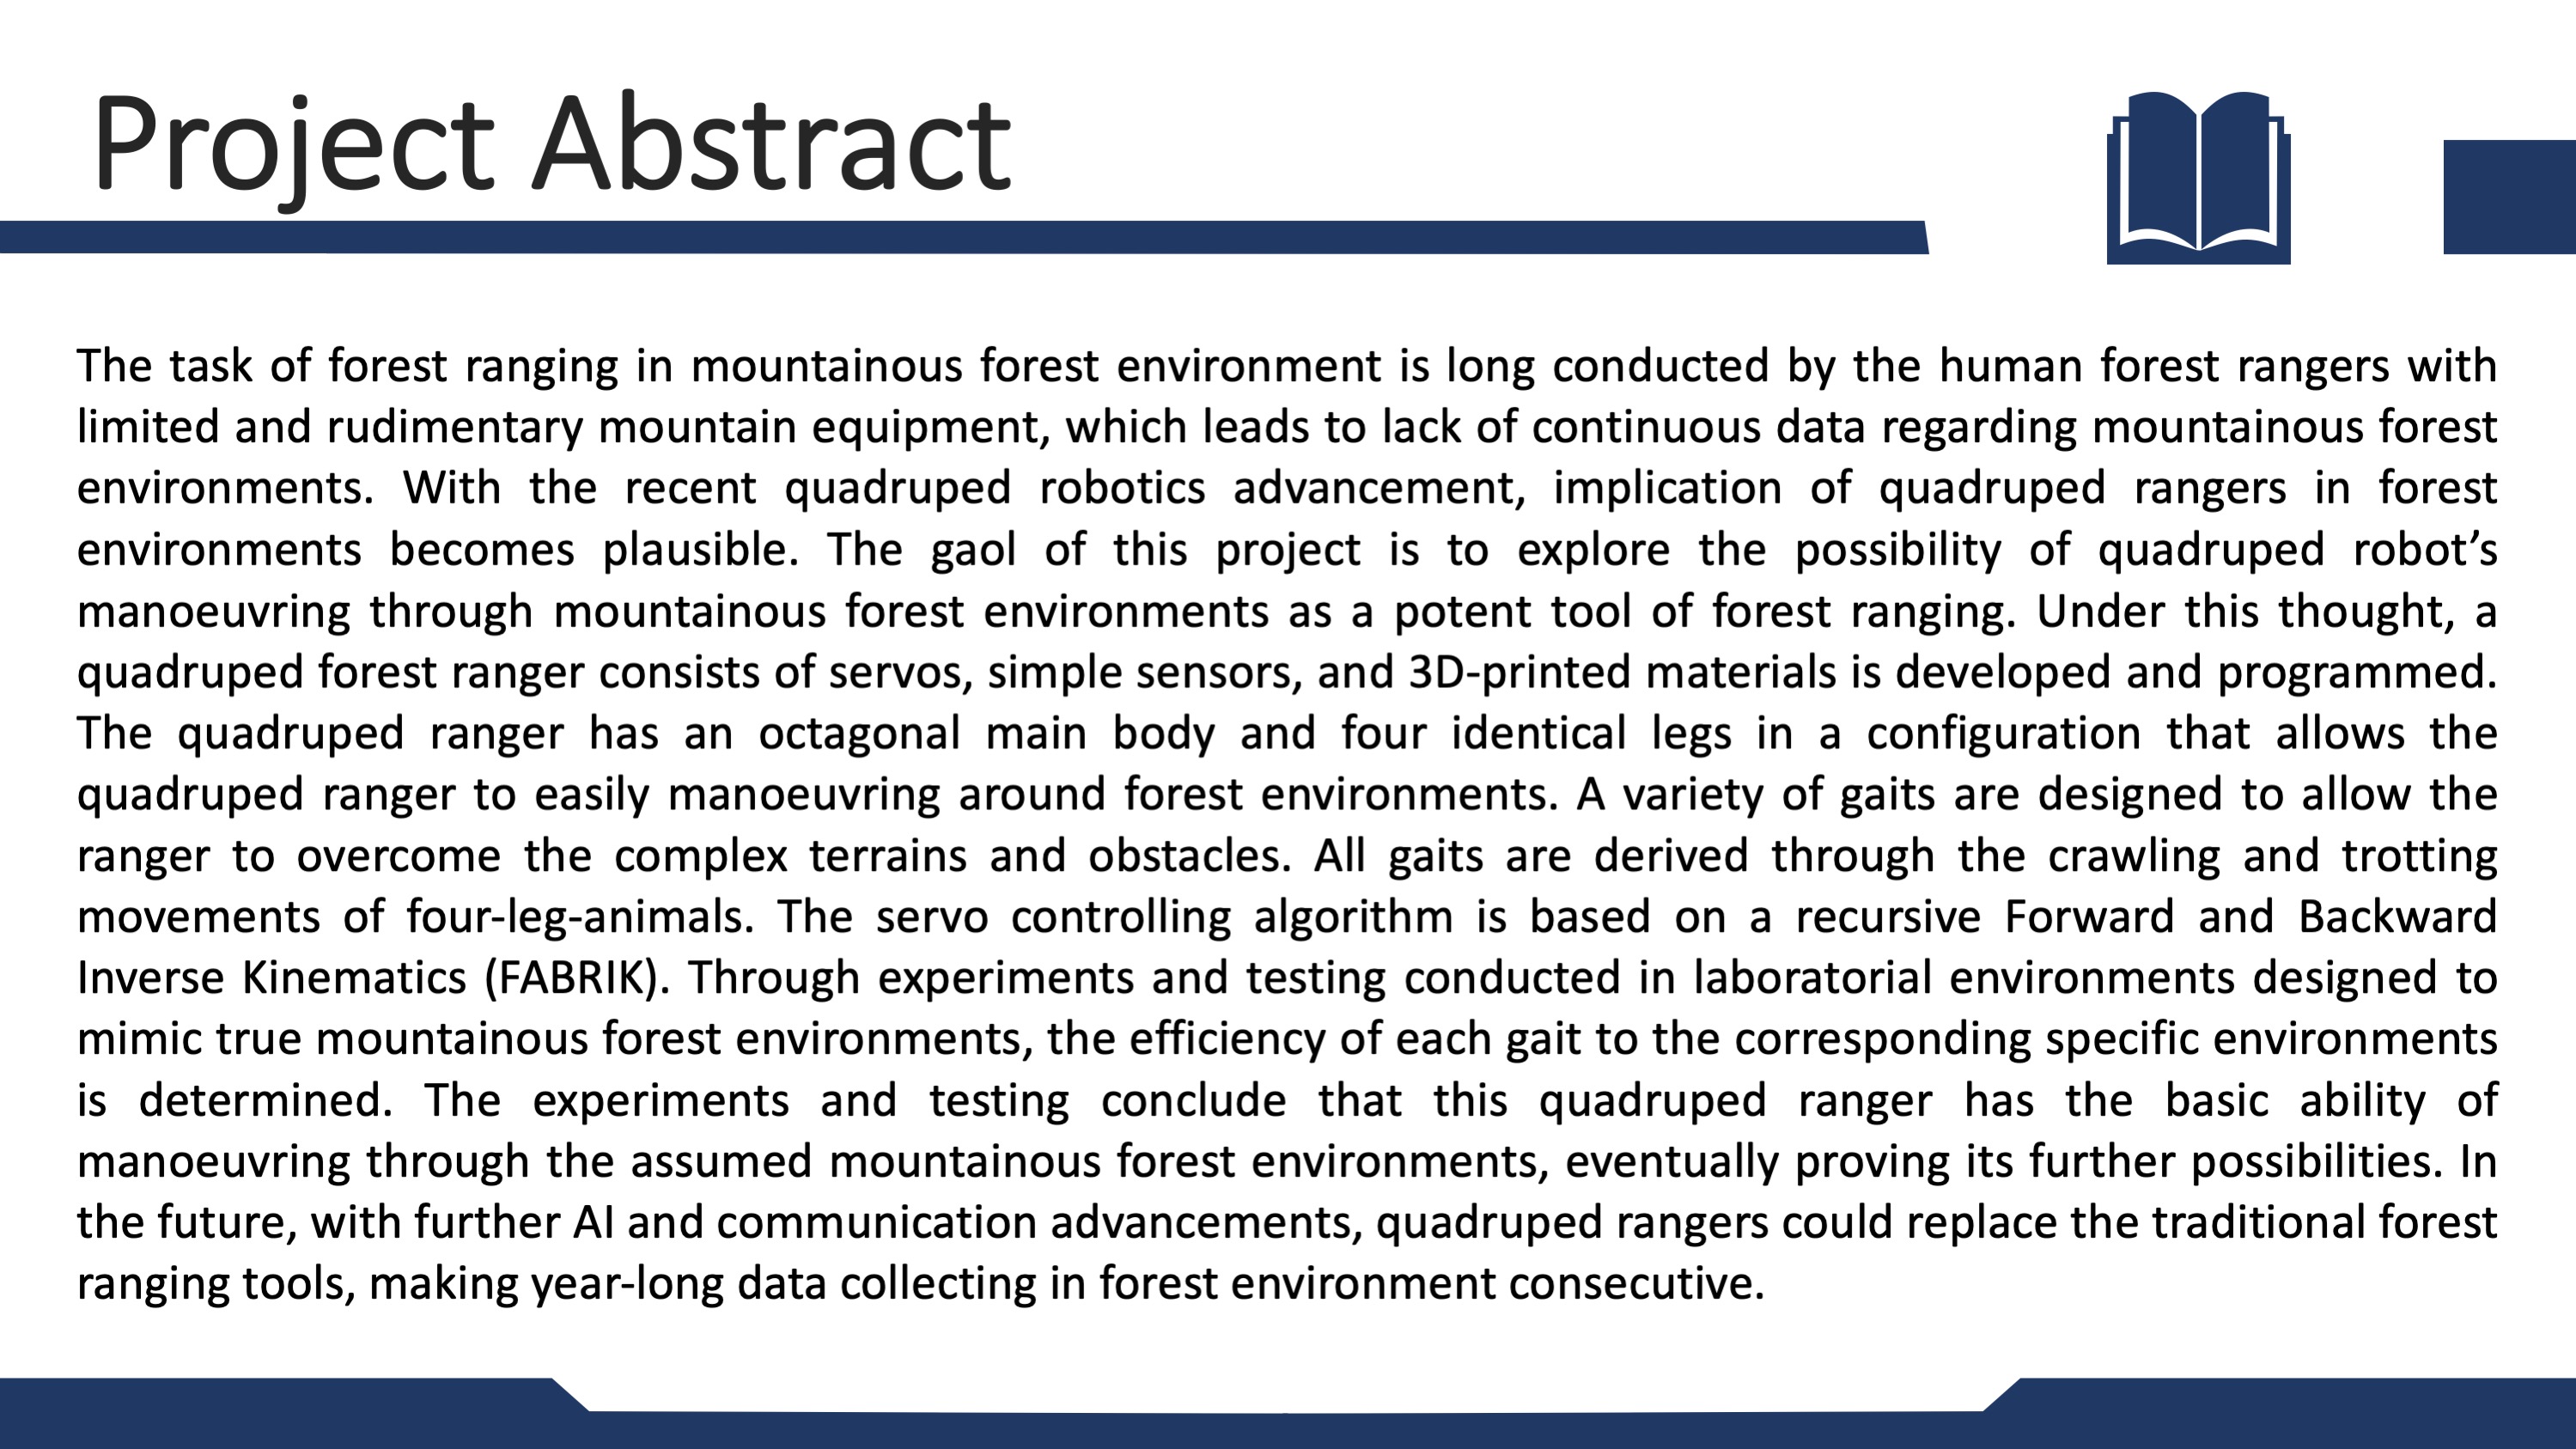 Project Abstract
The task of forest ranging in mountainous forest environment is long conducted by the human forest rangers with
limited and rudimentary mountain equipment, which leads to lack of continuous data regarding mountainous forest
environments. With the recent quadruped robotics advancement, implication of quadruped rangers in forest
environments becomes plausible. The gaol of this project is to explore the possibility of quadruped robot’s
manoeuvring through mountainous forest environments as a potent tool of forest ranging. Under this thought, a
quadruped forest ranger consists of servos, simple sensors, and 3D-printed materials is developed and programmed.
The quadruped ranger has an octagonal main body and four identical legs in a configuration that allows the
quadruped ranger to easily manoeuvring around forest environments. A variety of gaits are designed to allow the
ranger to overcome the complex terrains and obstacles. All gaits are derived through the crawling and trotting
movements of four-leg-animals. The servo controlling algorithm is based on a recursive Forward and Backward
Inverse Kinematics (FABRIK). Through experiments and testing conducted in laboratorial environments designed to
mimic true mountainous forest environments, the efficiency of each gait to the corresponding specific environments
is determined. The experiments and testing conclude that this quadruped ranger has the basic ability of
manoeuvring through the assumed mountainous forest environments, eventually proving its further possibilities. In
the future, with further AI and communication advancements, quadruped rangers could replace the traditional forest
ranging tools, making year-long data collecting in forest environment consecutive.